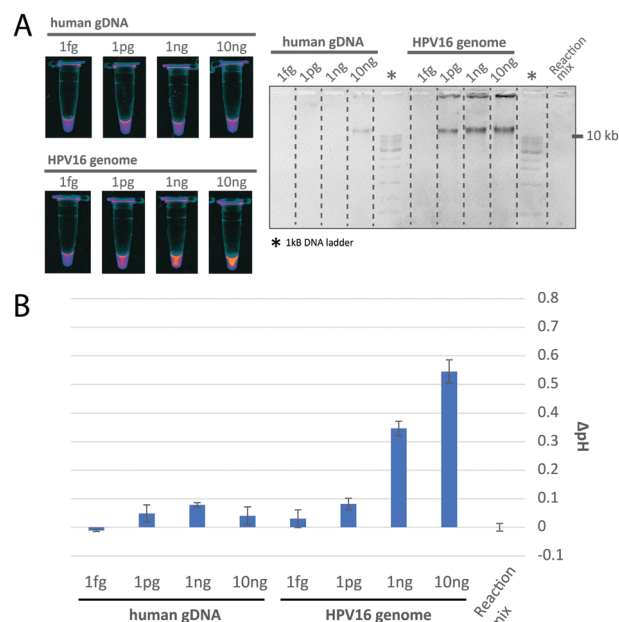 A
human gDNA
1fg 1pg 1ng 10ng
HPV16 genome
1fg 1pg 1ng 10ng
human gDNA HPV16 genome
1fg 1pg 1ng 10ng * 1fg 1pg 1ng 10ng * Reaction mix
10 kb
* 1kB DNA ladder
B
0.8
0.7
0.6
0.5
0.4
0.3
0.2
0.1
0
-0.1
ΔpH
1fg 1pg 1ng 10ng 1fg 1pg 1ng 10ng Reaction mix
human gDNA HPV16 genome